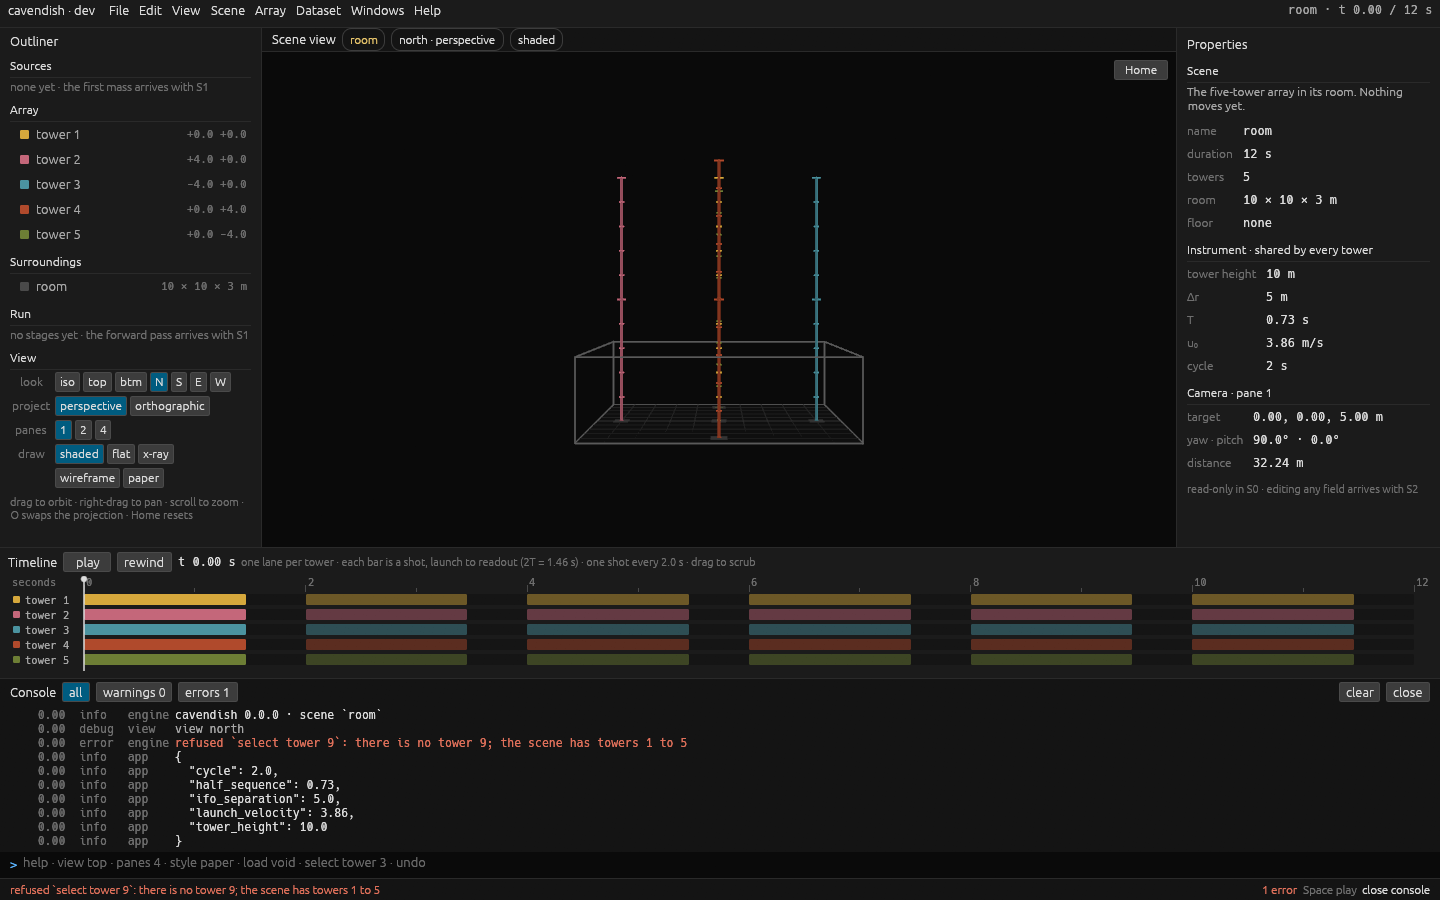 cavendish · dev File Edit View Scene Array Dataset Windows Help
room · t 0.00 / 12 s
Outliner
Sources
none yet · the first mass arrives with S1
Array
tower 1 +0.0 +0.0
tower 2 +4.0 +0.0
tower 3 −4.0 +0.0
tower 4 +0.0 +4.0
tower 5 +0.0 −4.0
Surroundings
room 10 × 10 × 3 m
Run
no stages yet · the forward pass arrives with S1
View
look iso top btm N S E W
project perspective orthographic
panes 1 2 4
draw shaded flat x-ray
wireframe paper
drag to orbit · right-drag to pan · scroll to zoom ·
O swaps the projection · Home resets
Scene view room north · perspective shaded
Home
Properties
Scene
The five-tower array in its room. Nothing
moves yet.
name room
duration 12 s
towers 5
room 10 × 10 × 3 m
floor none
Instrument · shared by every tower
tower height 10 m
Δr 5 m
T 0.73 s
u₀ 3.86 m/s
cycle 2 s
Camera · pane 1
target 0.00, 0.00, 5.00 m
yaw · pitch 90.0° · 0.0°
distance 32.24 m
read-only in S0 · editing any field arrives with S2
Timeline play rewind t 0.00 s one lane per tower · each bar is a shot, launch to readout (2T = 1.46 s) · one shot every 2.0 s · drag to scrub
seconds 0 2 4 6 8 10 12
tower 1
tower 2
tower 3
tower 4
tower 5
Console all warnings 0 errors 1 clear close
0.00 info engine cavendish 0.0.0 · scene `room`
0.00 debug view view north
0.00 error engine refused `select tower 9`: there is no tower 9; the scene has towers 1 to 5
0.00 info app {
0.00 info app "cycle": 2.0,
0.00 info app "half_sequence": 0.73,
0.00 info app "ifo_separation": 5.0,
0.00 info app "launch_velocity": 3.86,
0.00 info app "tower_height": 10.0
0.00 info app }
> help · view top · panes 4 · style paper · load void · select tower 3 · undo
refused `select tower 9`: there is no tower 9; the scene has towers 1 to 5
1 error Space play close console